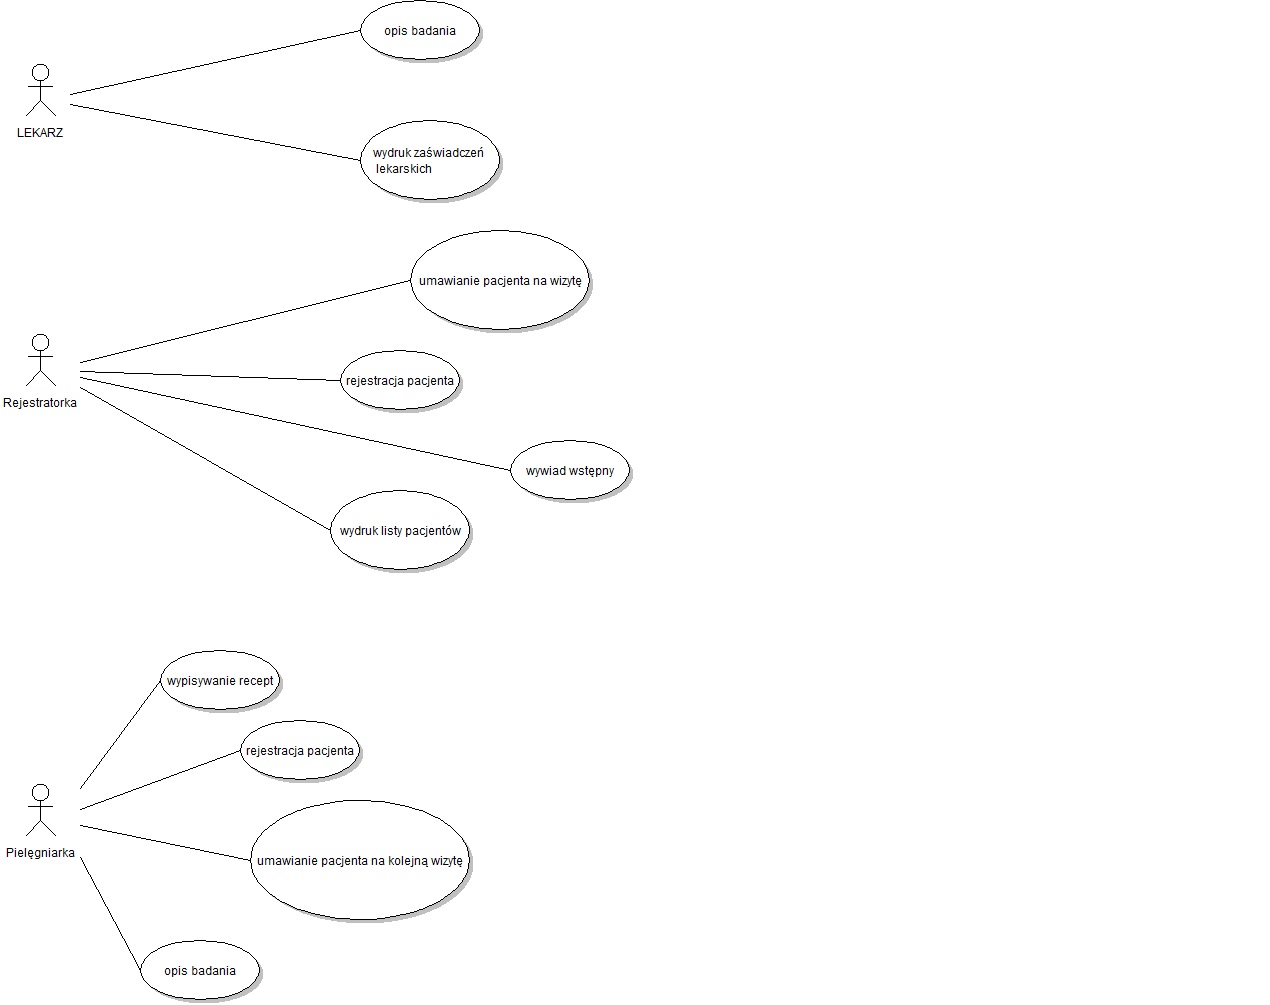 opis badania
LEKARZ
wydruk zaświadczeń
lekarskich
umawianie pacjenta na wizytę
rejestracja pacjenta
Rejestratorka
wywiad wstępny
wydruk listy pacjentów
wypisywanie recept
rejestracja pacjenta
Pielęgniarka
umawianie pacjenta na kolejną wizytę
opis badania